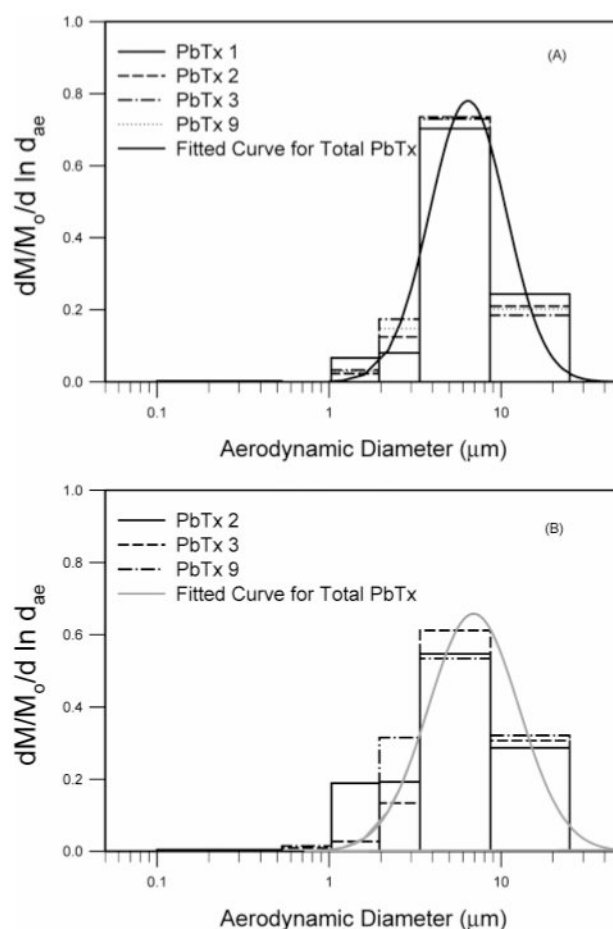 1.0
0.8
0.6
0.4
0.2
0.0
dM/M₀/d ln dₐₑ
PbTx 1
PbTx 2
PbTx 3
PbTx 9
Fitted Curve for Total PbTx
(A)
0.1 1 10
Aerodynamic Diameter (μm)
1.0
0.8
0.6
0.4
0.2
0.0
dM/M₀/d ln dₐₑ
PbTx 2
PbTx 3
PbTx 9
Fitted Curve for Total PbTx
(B)
0.1 1 10
Aerodynamic Diameter (μm)